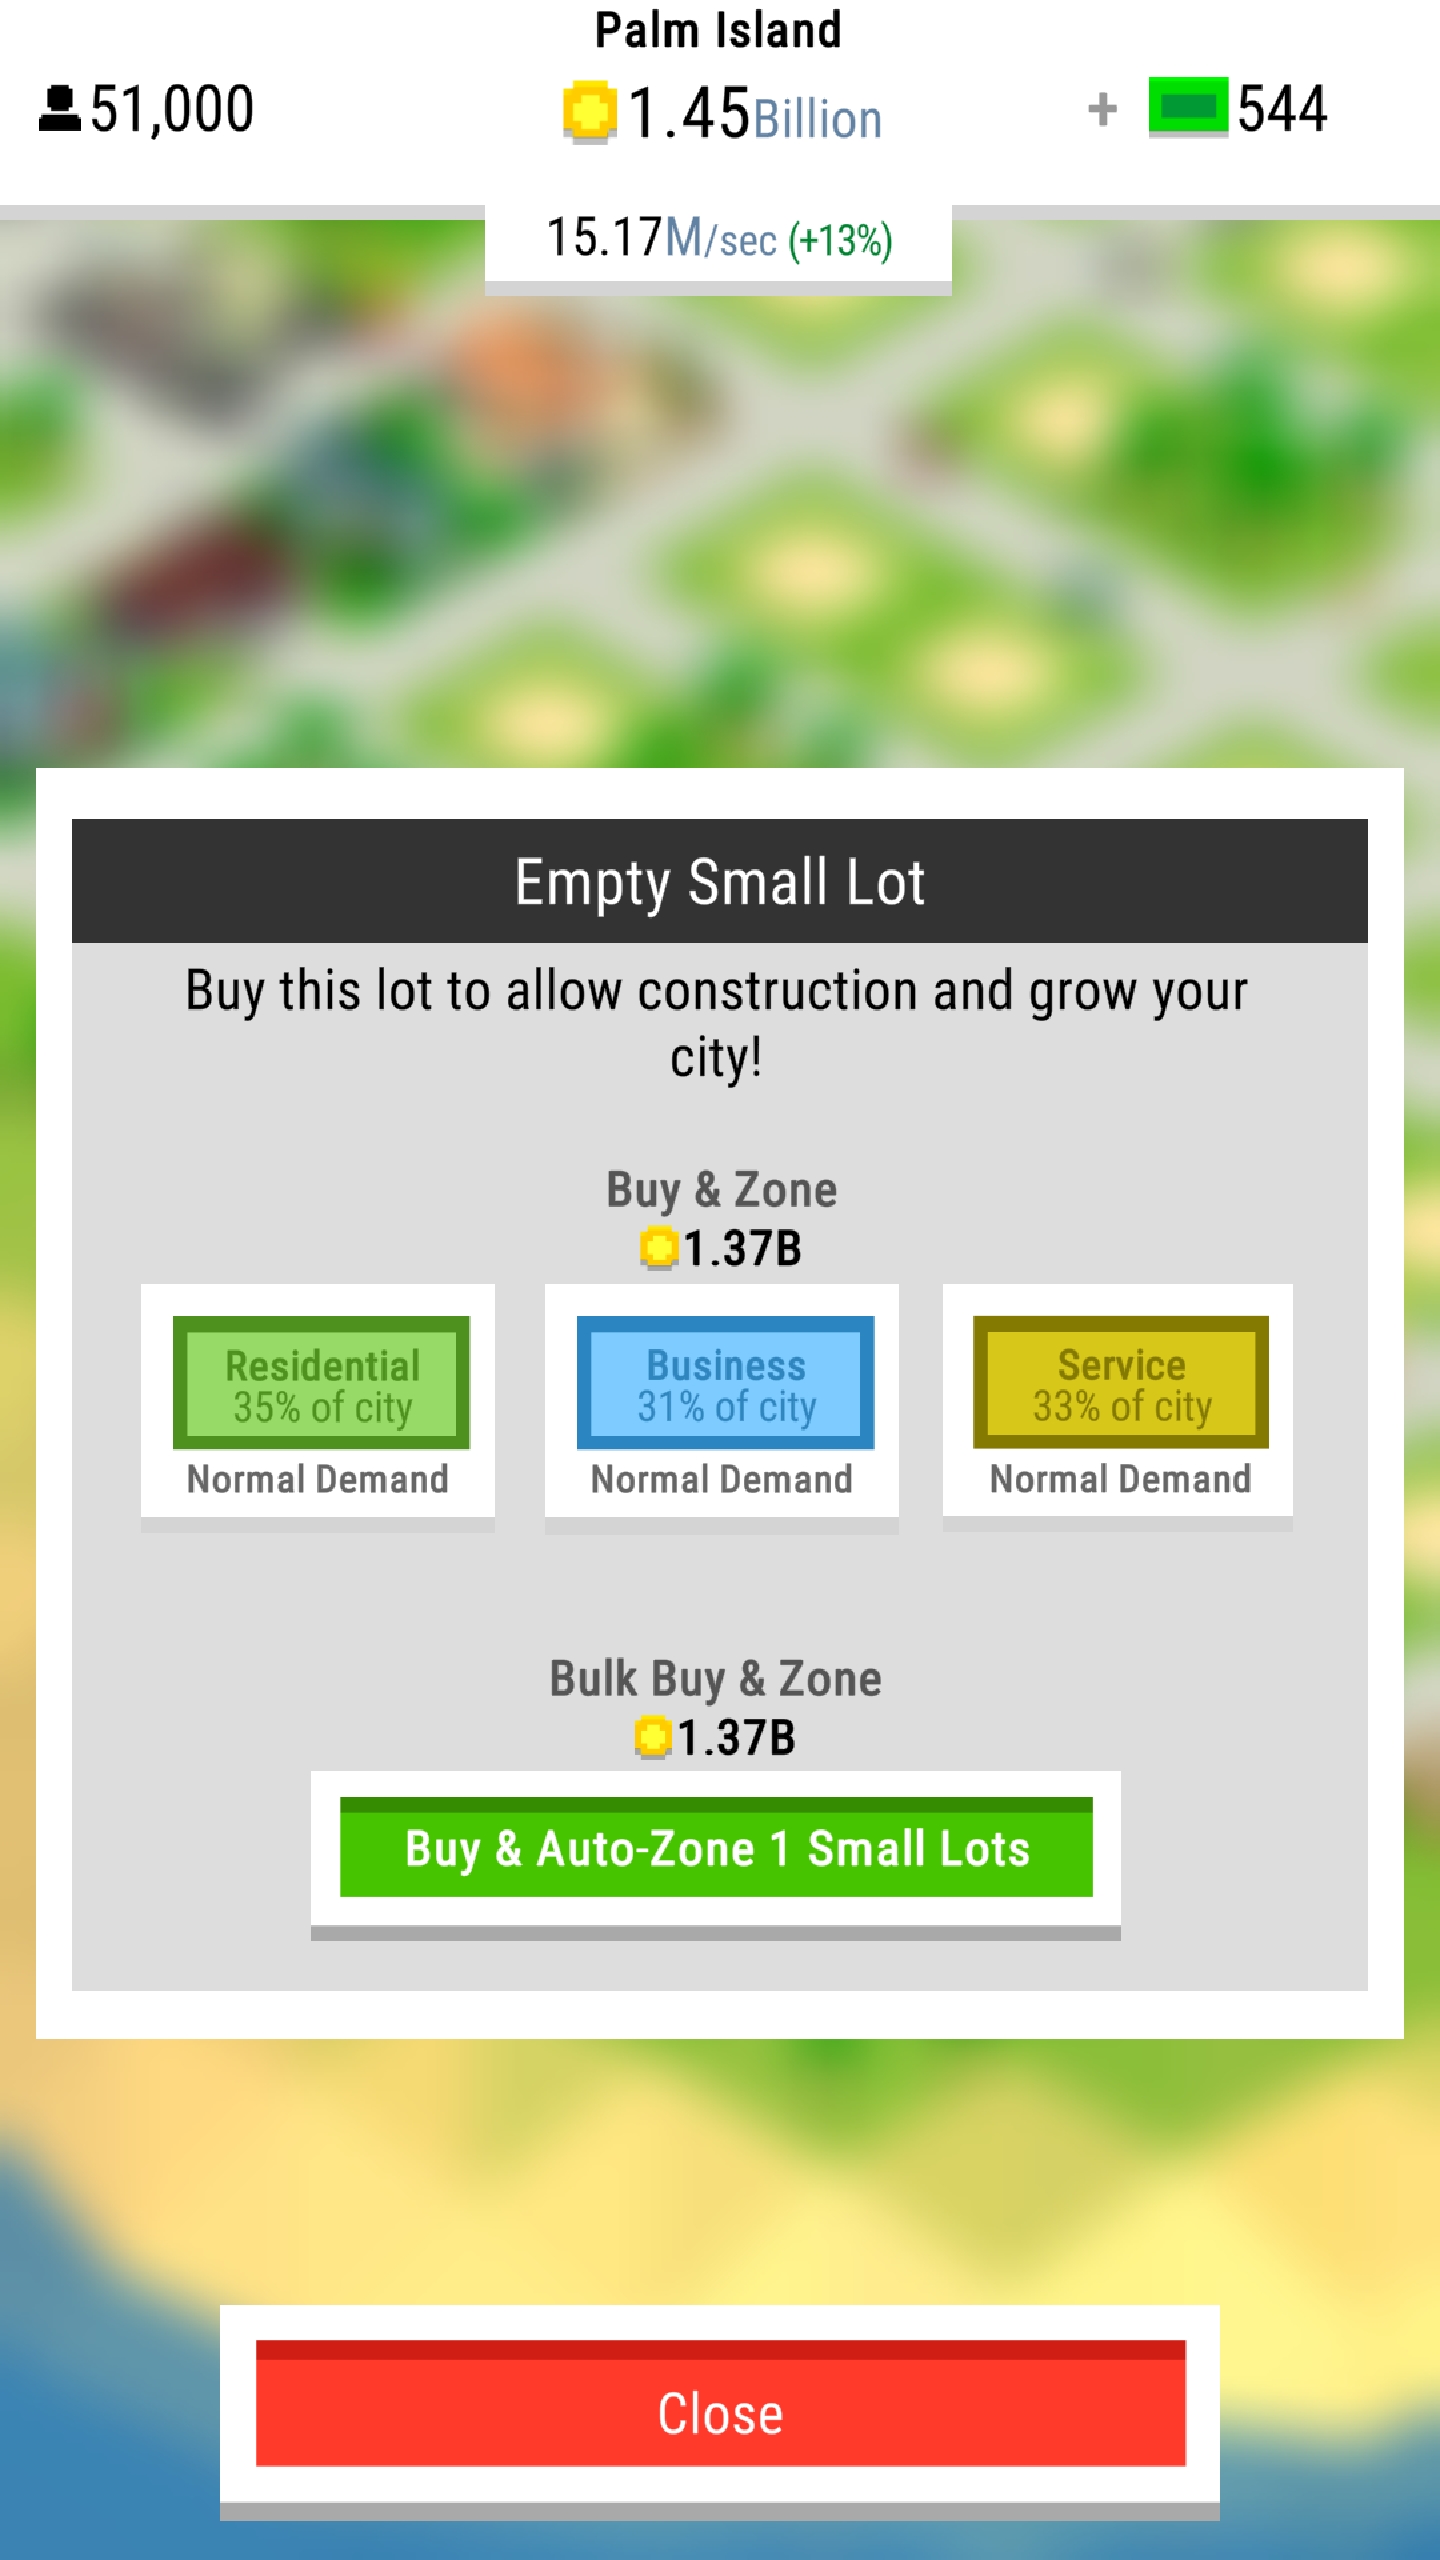 Palm Island
51,000
1.45Billion
+ 544
15.17M/sec (+13%)
Empty Small Lot
Buy this lot to allow construction and grow your
city!
Buy & Zone
1.37B
Residential
35% of city
Normal Demand
Business
31% of city
Normal Demand
Service
33% of city
Normal Demand
Bulk Buy & Zone
1.37B
Buy & Auto-Zone 1 Small Lots
Close